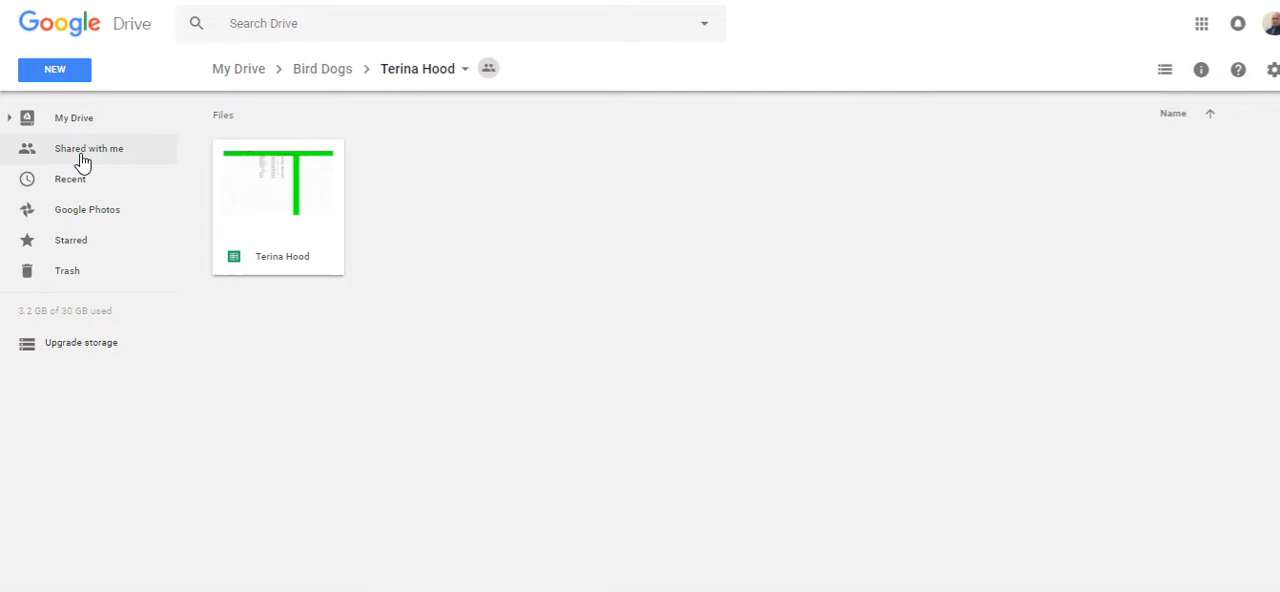 Google Drive
Search Drive
NEW
My Drive > Bird Dogs > Terina Hood
My Drive
Files
Name
Shared with me
Recent
Google Photos
Starred
Terina Hood
Trash
3.2 GB of 30 GB used
Upgrade storage